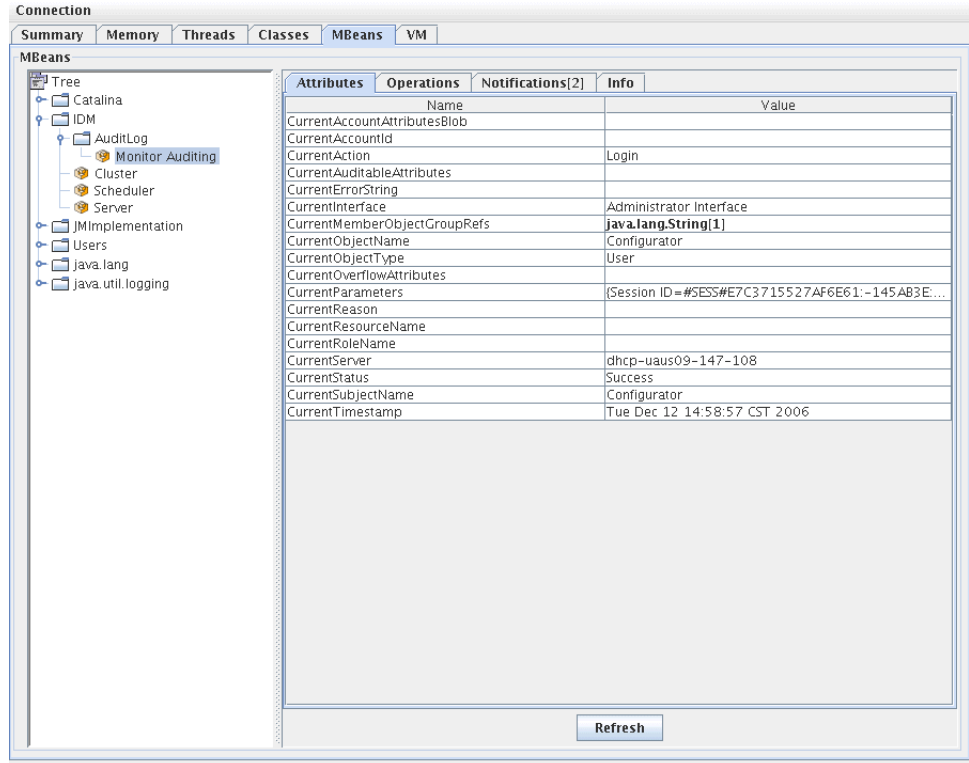 Connection
Summary Memory Threads Classes MBeans VM
MBeans
Tree
Catalina
IDM
AuditLog
Monitor Auditing
Cluster
Scheduler
Server
JMImplementation
Users
java.lang
java.util.logging
Attributes Operations Notifications[2] Info
Name Value
CurrentAccountAttributesBlob
CurrentAccountId
CurrentAction Login
CurrentAuditableAttributes
CurrentErrorString
CurrentInterface Administrator Interface
CurrentMemberObjectGroupRefs java.lang.String[1]
CurrentObjectName Configurator
CurrentObjectType User
CurrentOverflowAttributes
CurrentParameters {Session ID=#SESS#E7C3715527AF6E61:-145AB3E:...
CurrentReason
CurrentResourceName
CurrentRoleName
CurrentServer dhcp-uaus09-147-108
CurrentStatus Success
CurrentSubjectName Configurator
CurrentTimestamp Tue Dec 12 14:58:57 CST 2006
Refresh